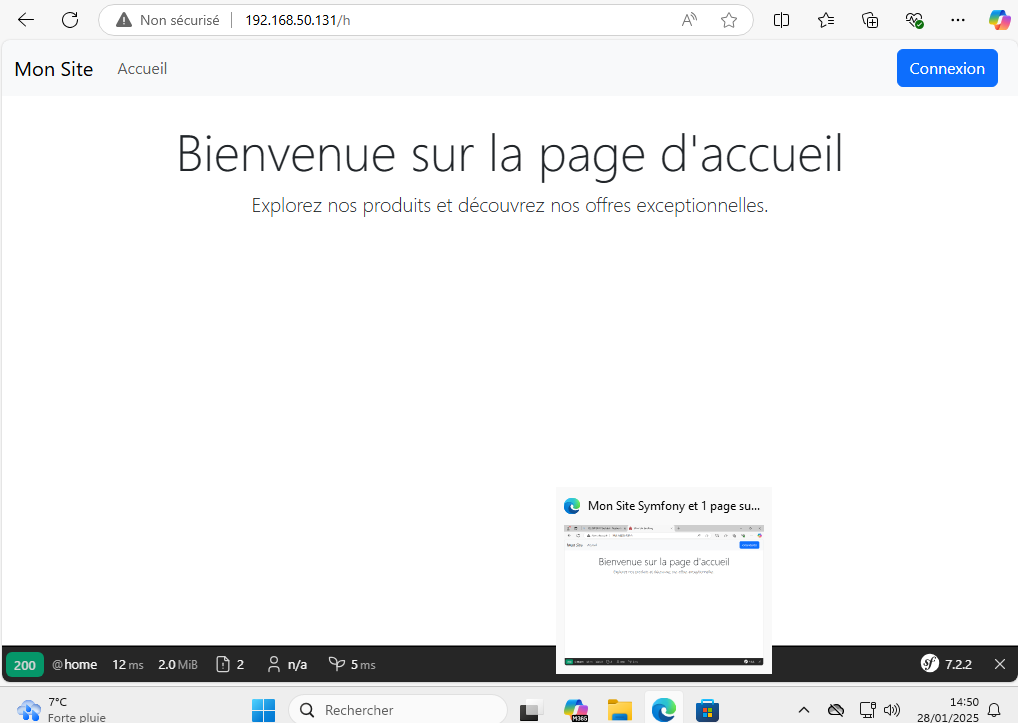 Non sécurisé
192.168.50.131/h
Mon Site
Accueil
Connexion
Bienvenue sur la page d'accueil
Explorez nos produits et découvrez nos offres exceptionnelles.
Mon Site Symfony et 1 page su...
Bienvenue sur la page d'accueil
200 @home 12 ms 2.0 MiB 2 n/a 5 ms
sf 7.2.2
7°C
Forte pluie
Rechercher
M365
14:50
28/01/2025